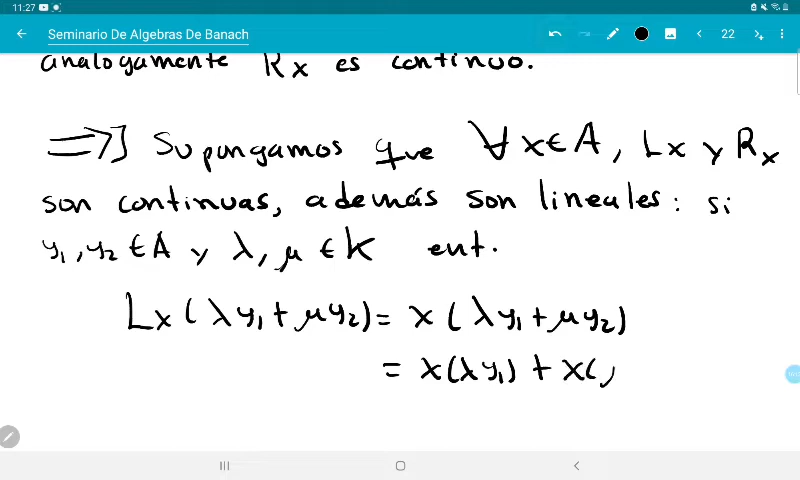 11:27
Seminario De Algebras De Banach
22
analogamente Rx es continuo.
⟹] Supongamos que ∀x∈A, Lx y Rx
son continuas, además son lineales: si
y₁,y₂∈A y λ,μ∈K ent.
Lx(λy₁+μy₂)= x(λy₁+μy₂)
= x(λy₁) + x(